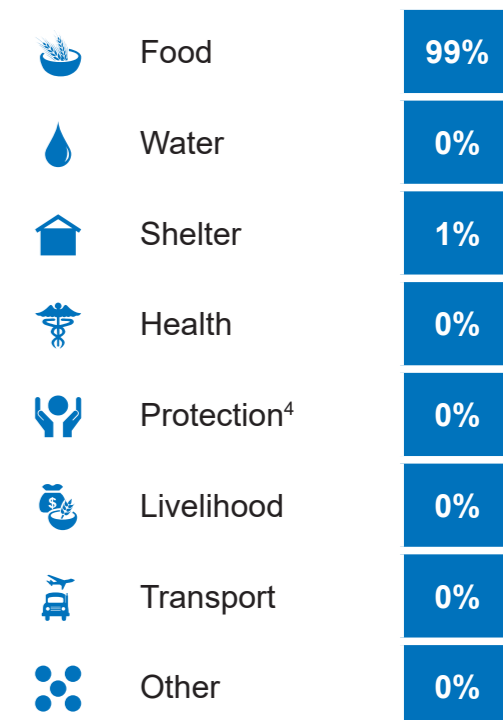 Food 99%
Water 0%
Shelter 1%
Health 0%
Protection⁴ 0%
$ Livelihood 0%
Transport 0%
Other 0%